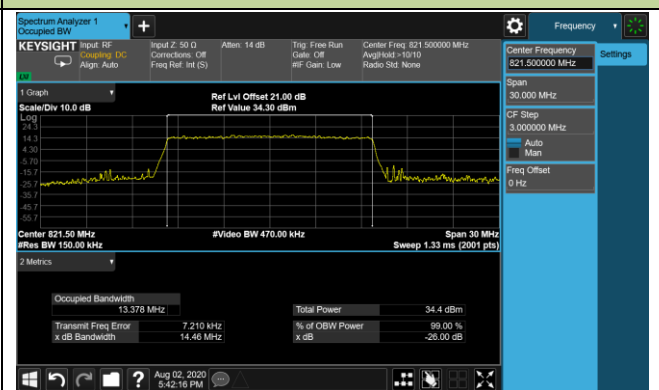 Spectrum Analyzer 1
Occupied BW
Frequency
KEYSIGHT
Input: RF
Coupling: DC
Align: Auto
Input Z: 50 Ω
Corrections: Off
Freq Ref: Int (S)
Atten: 14 dB
Trig: Free Run
Gate: Off
#IF Gain: Low
Center Freq: 821.500000 MHz
Avg|Hold:>10/10
Radio Std: None
1 Graph
Scale/Div 10.0 dB
Ref Lvl Offset 21.00 dB
Ref Value 34.30 dBm
Log
24.3
14.3
4.30
-5.70
-15.7
-25.7
-35.7
-45.7
-55.7
Center 821.50 MHz
#Video BW 470.00 kHz
Span 30 MHz
#Res BW 150.00 kHz
Sweep 1.33 ms (2001 pts)
2 Metrics
Occupied Bandwidth
13.378 MHz
Total Power 34.4 dBm
Transmit Freq Error 7.210 kHz
% of OBW Power 99.00 %
x dB Bandwidth 14.46 MHz
x dB -26.00 dB
Aug 02, 2020
5:42:16 PM
Center Frequency
821.500000 MHz
Settings
Span
30.000 MHz
CF Step
3.000000 MHz
Auto
Man
Freq Offset
0 Hz